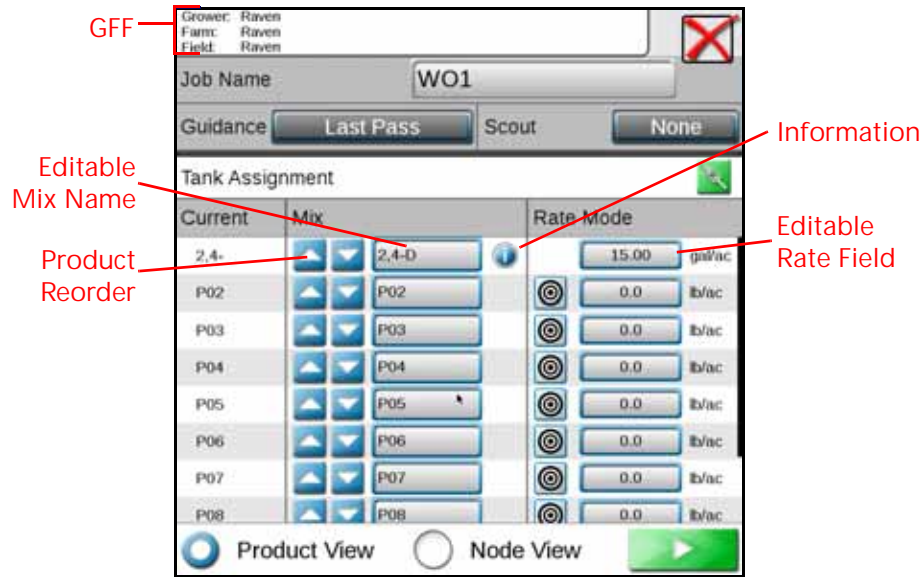 GFF
Grower: Raven
Farm: Raven
Field: Raven
Job Name WO1
Guidance Last Pass Scout None
Information
Editable
Mix Name
Tank Assignment
Current Mix Rate Mode
Product
Reorder
2,4- 2,4-D 15.00 gal/ac
Editable
Rate Field
P02 P02 0.0 lb/ac
P03 P03 0.0 lb/ac
P04 P04 0.0 lb/ac
P05 P05 0.0 lb/ac
P06 P06 0.0 lb/ac
P07 P07 0.0 lb/ac
P08 P08 0.0 lb/ac
Product View Node View